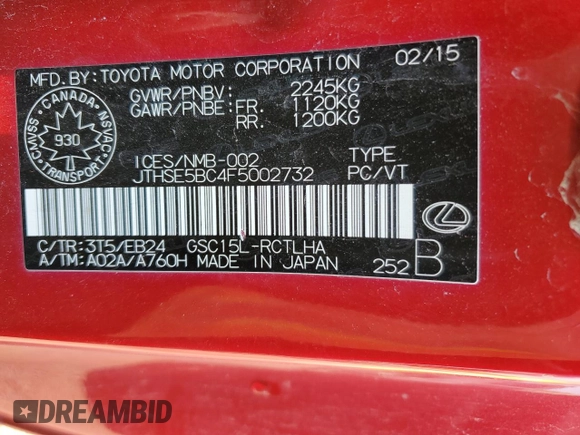 MFD.BY:TOYOTA MOTOR CORPORATION 02/15
GVWR/PNBV: 2245KG
GAWR/PNBE:FR: 1120KG
RR. 1200KG
CANADA
CMVSS NSVAC
930
TRANSPORT
ICES/NMB-002 TYPE
JTHSE5BC4F5002732 PC/VT
C/TR:3T5/EB24 GSC15L-RCTLHA
A/TM:A02A/A760H MADE IN JAPAN 252 B
DREAMBID